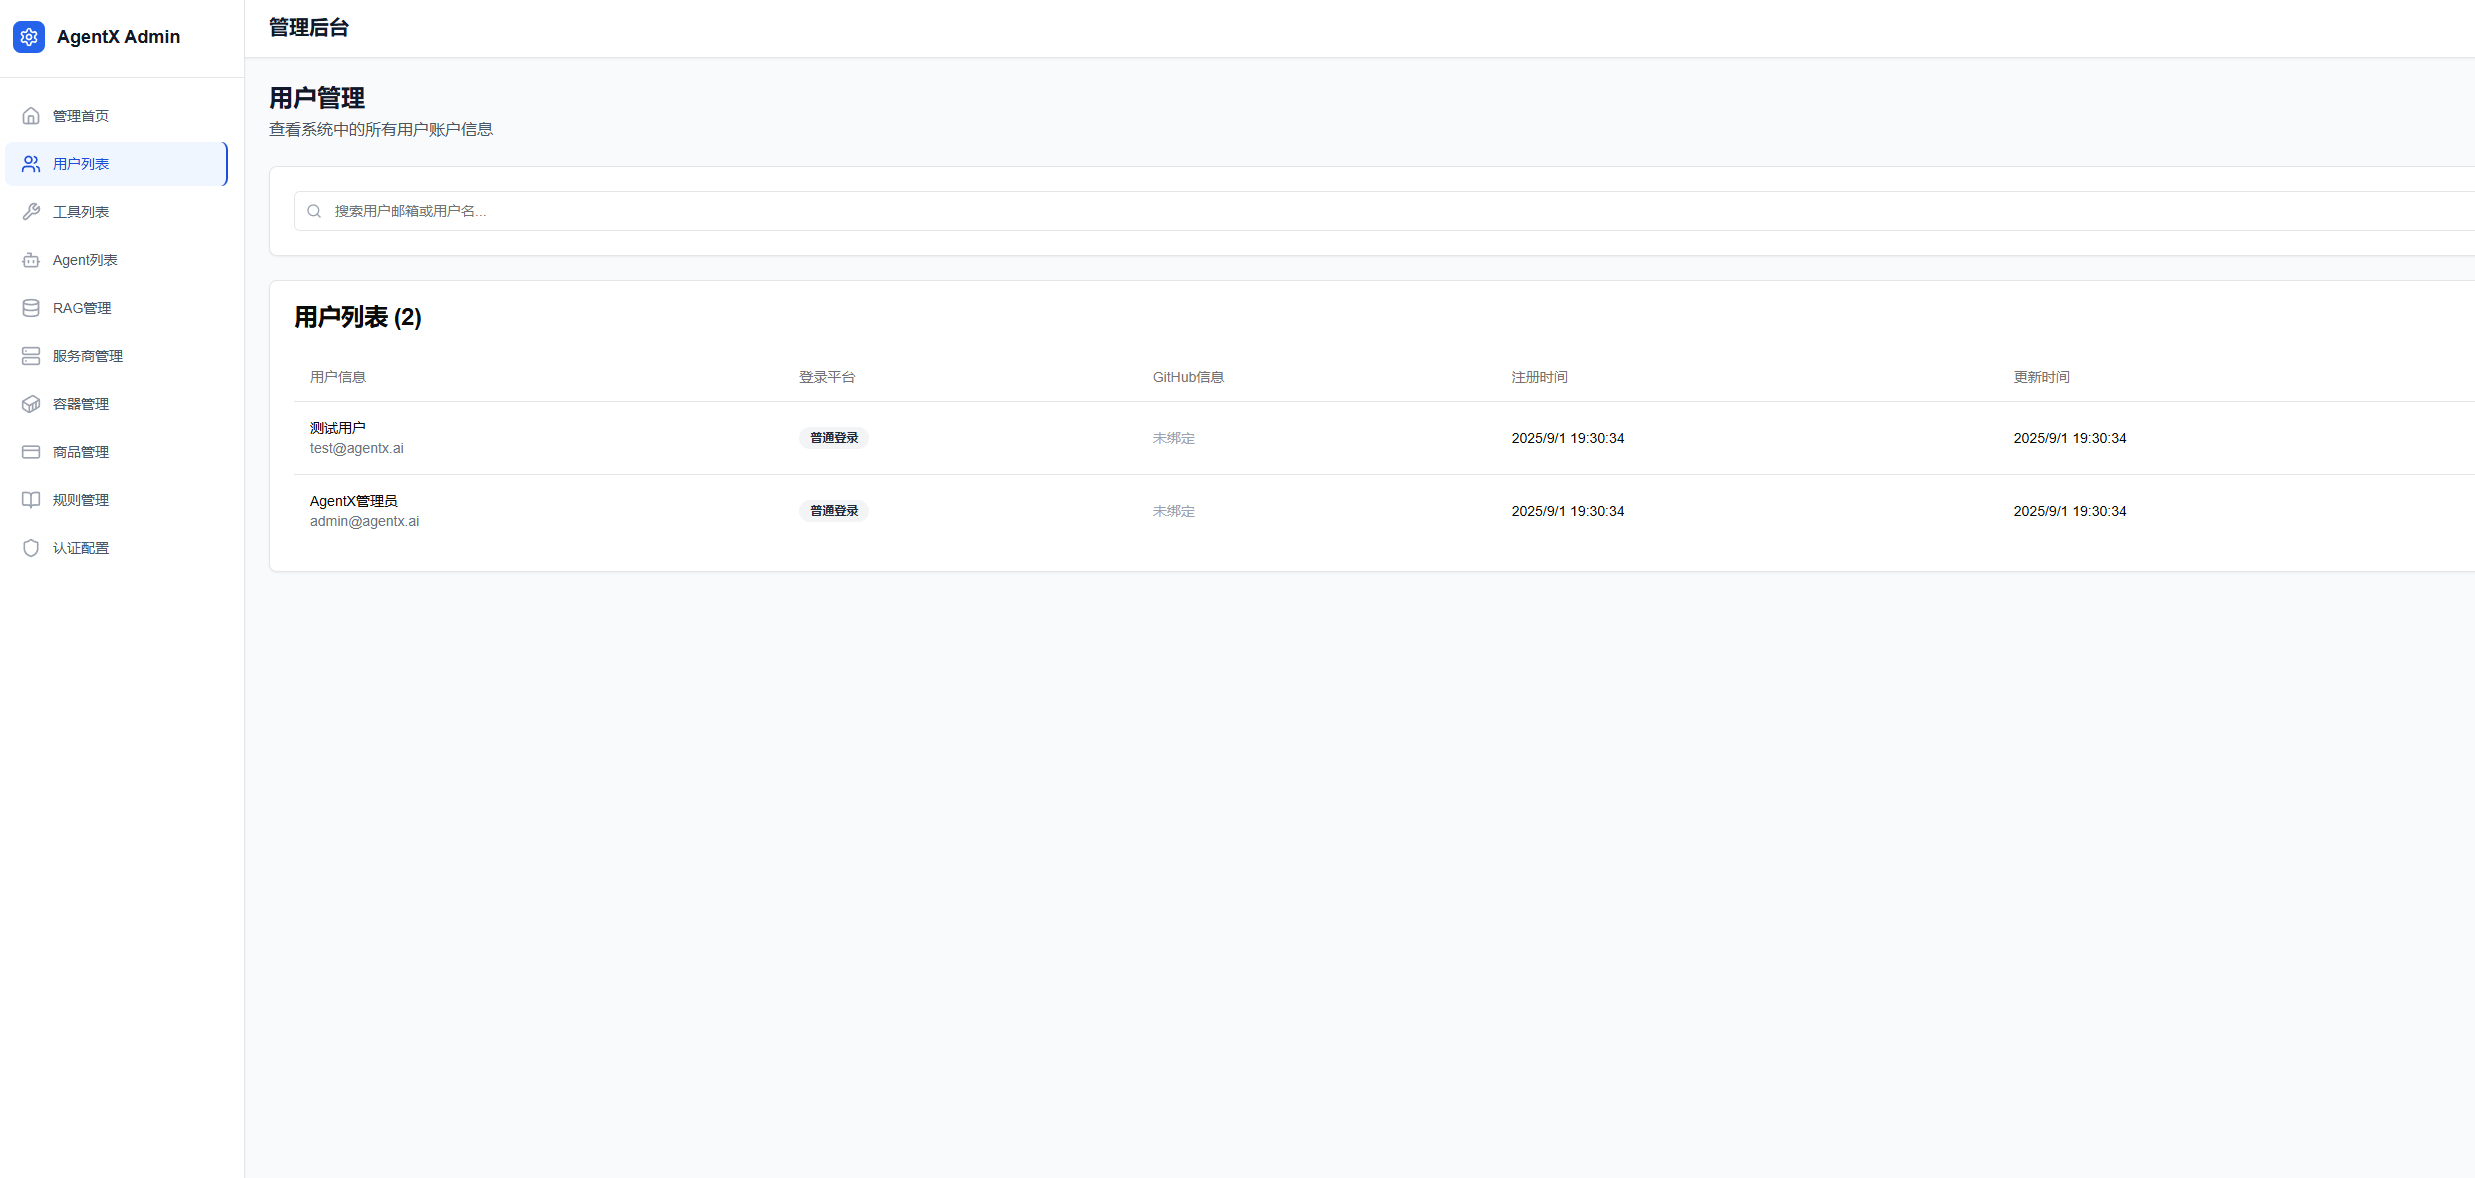 AgentX Admin
管理首页
用户列表
工具列表
Agent列表
RAG管理
服务商管理
容器管理
商品管理
规则管理
认证配置
管理后台
用户管理
查看系统中的所有用户账户信息
搜索用户邮箱或用户名...
用户列表 (2)
用户信息 登录平台 GitHub信息 注册时间 更新时间
测试用户
test@agentx.ai
普通登录 未绑定 2025/9/1 19:30:34 2025/9/1 19:30:34
AgentX管理员
admin@agentx.ai
普通登录 未绑定 2025/9/1 19:30:34 2025/9/1 19:30:34